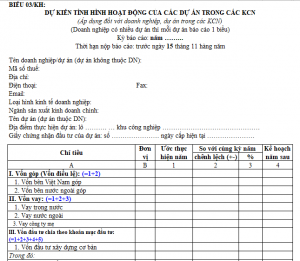 BIỂU 03/KH:
DỰ KIẾN TÌNH HÌNH HOẠT ĐỘNG CUA CÁC DỰ ÁN TRONG CÁC KCN
(Áp dụng đối với doanh nghiệp, dự án trong các KCN)
(Doanh nghiệp có nhiều dự án thì mỗi dự án báo cáo 1 biểu)
Kỳ báo cáo: năm ………
Thời hạn nộp báo cáo: trước ngày 15 tháng 11 hàng năm
Tên doanh nghiệp/dự án (dự án không thuộc DN):
Mã số thuế:
Địa chỉ:
Điện thoại: Fax:
Email:
Loại hình kinh tế doanh nghiệp:
Ngành sản xuất kinh doanh chính:
Tên dự án (dự án thuộc DN):
Địa điểm thực hiện dự án: lô ………… khu công nghiệp …………
Giấy chứng nhận đầu tư của dự án: số ………… ngày cấp hiện tại …………
Chỉ tiêu Đơn vị Ước thực hiện năm So với cùng kỳ năm Kế hoạch năm sau
chênh lệch (+-) %
A B 1 2 3 4
I. Vốn góp (Vốn điều lệ): (=1+2)
1. Vốn bên Việt Nam góp
2. Vốn bên nước ngoài góp
II. Vốn vay: (=1+2+3)
1. Vay trong nước
2. Vay nước ngoài
3. Vay công ty mẹ
III. Vốn đầu tư chia theo khoản mục đầu tư:
(=1+2+3+4+5)
1. Vốn đầu tư xây dựng cơ bản
Trong đó: